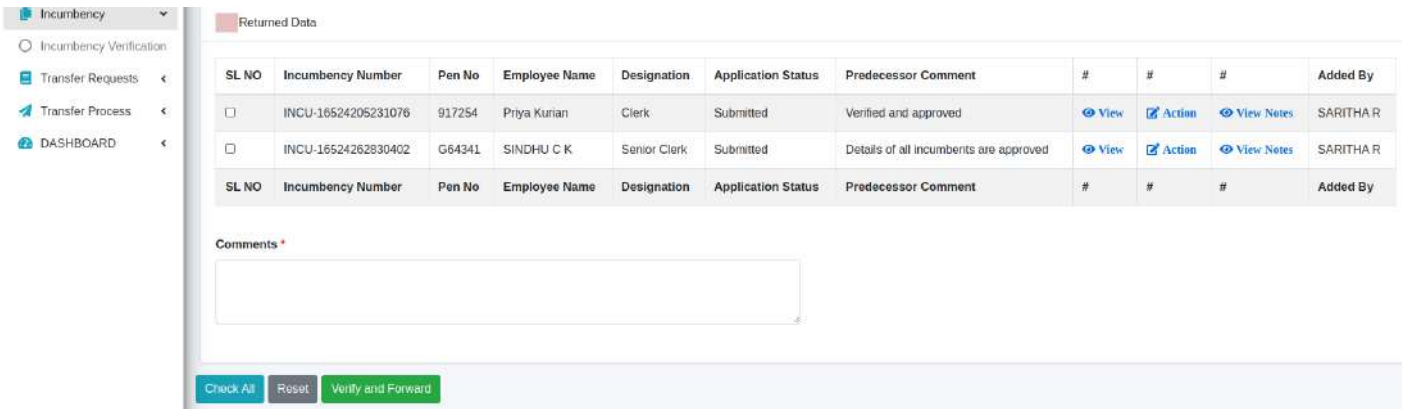 Incumbency
Incumbency Verification
Transfer Requests
Transfer Process
DASHBOARD
Returned Data
SL NO Incumbency Number Pen No Employee Name Designation Application Status Predecessor Comment # # # Added By
INCU-16524205231076 917254 Priya Kurian Clerk Submitted Verified and approved View Action View Notes SARITHA R
INCU-16524262830402 G64341 SINDHU C K Senior Clerk Submitted Details of all incumbents are approved View Action View Notes SARITHA R
SL NO Incumbency Number Pen No Employee Name Designation Application Status Predecessor Comment # # # Added By
Comments *
Check All Reset Verify and Forward